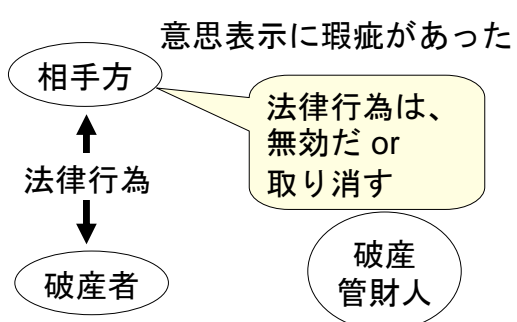 意思表示に瑕疵があった
相手方
法律行為は、
無効だ or
取り消す
法律行為
破産者
破産
管財人